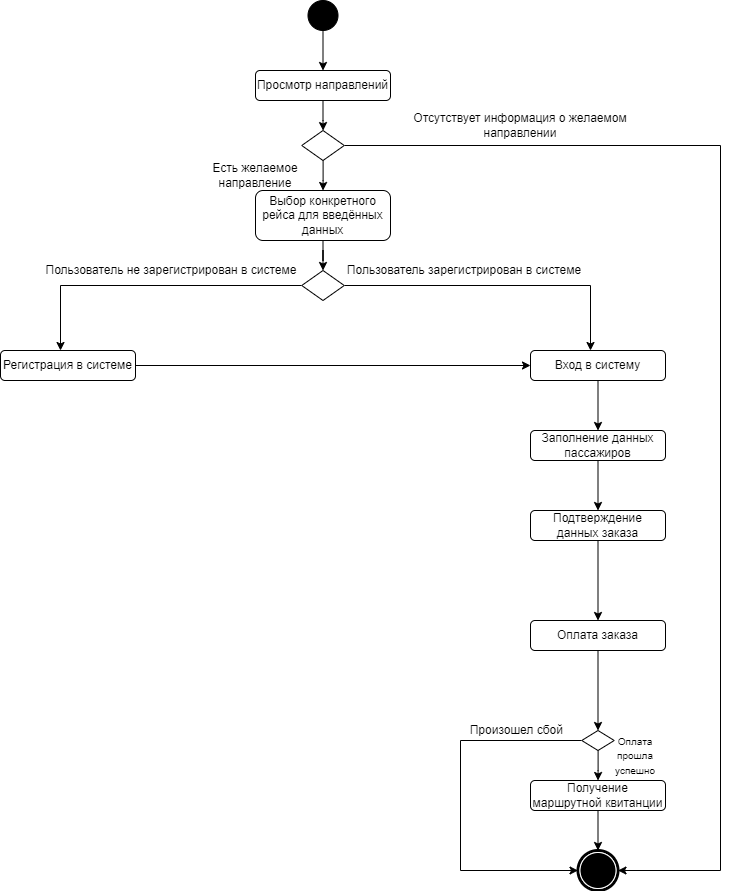 Просмотр направлений
Отсутствует информация о желаемом
направлении
Есть желаемое
направление
Выбор конкретного
рейса для введённых
данных
Пользователь не зарегистрирован в системе
Пользователь зарегистрирован в системе
Регистрация в системе
Вход в систему
Заполнение данных
пассажиров
Подтверждение
данных заказа
Оплата заказа
Произошел сбой
Оплата
прошла
успешно
Получение
маршрутной квитанции